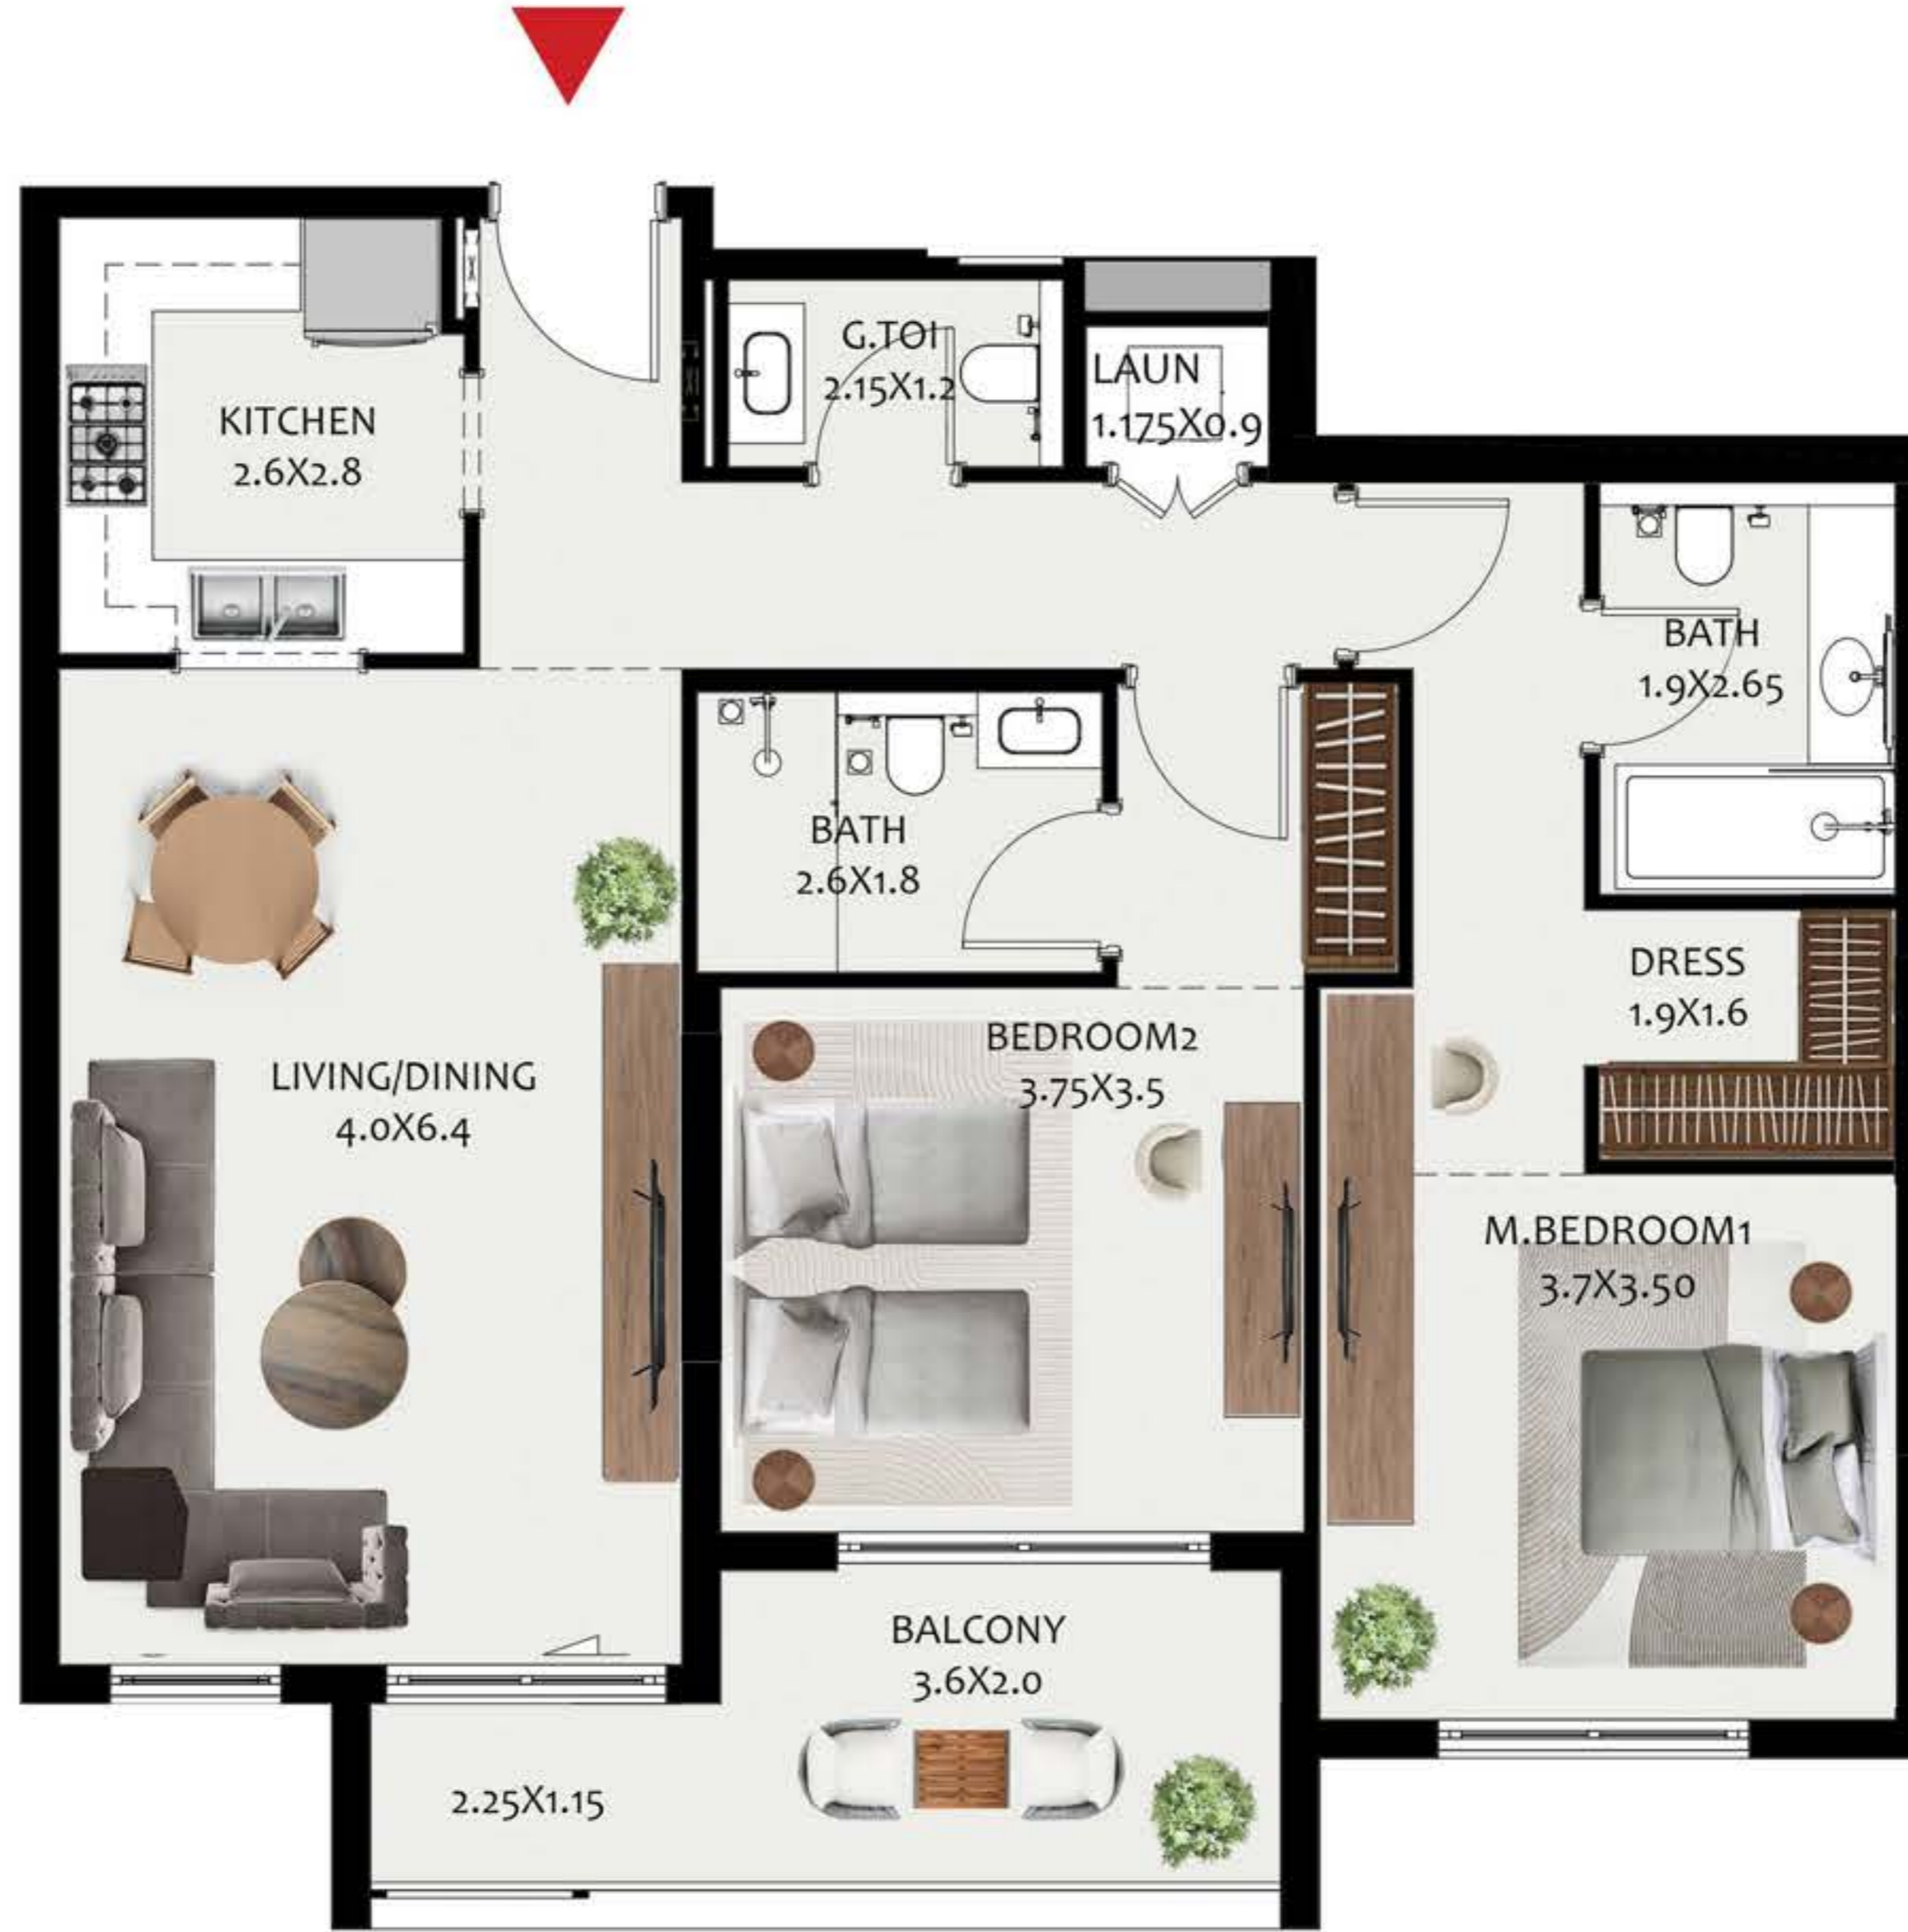 G.TOI
2.15X1.2
LAUN
1.175X0.9
KITCHEN
2.6X2.8
BATH
1.9X2.65
BATH
2.6X1.8
DRESS
1.9X1.6
LIVING/DINING
4.0X6.4
BEDROOM2
3.75X3.5
M.BEDROOM1
3.7X3.50
BALCONY
3.6X2.0
2.25X1.15